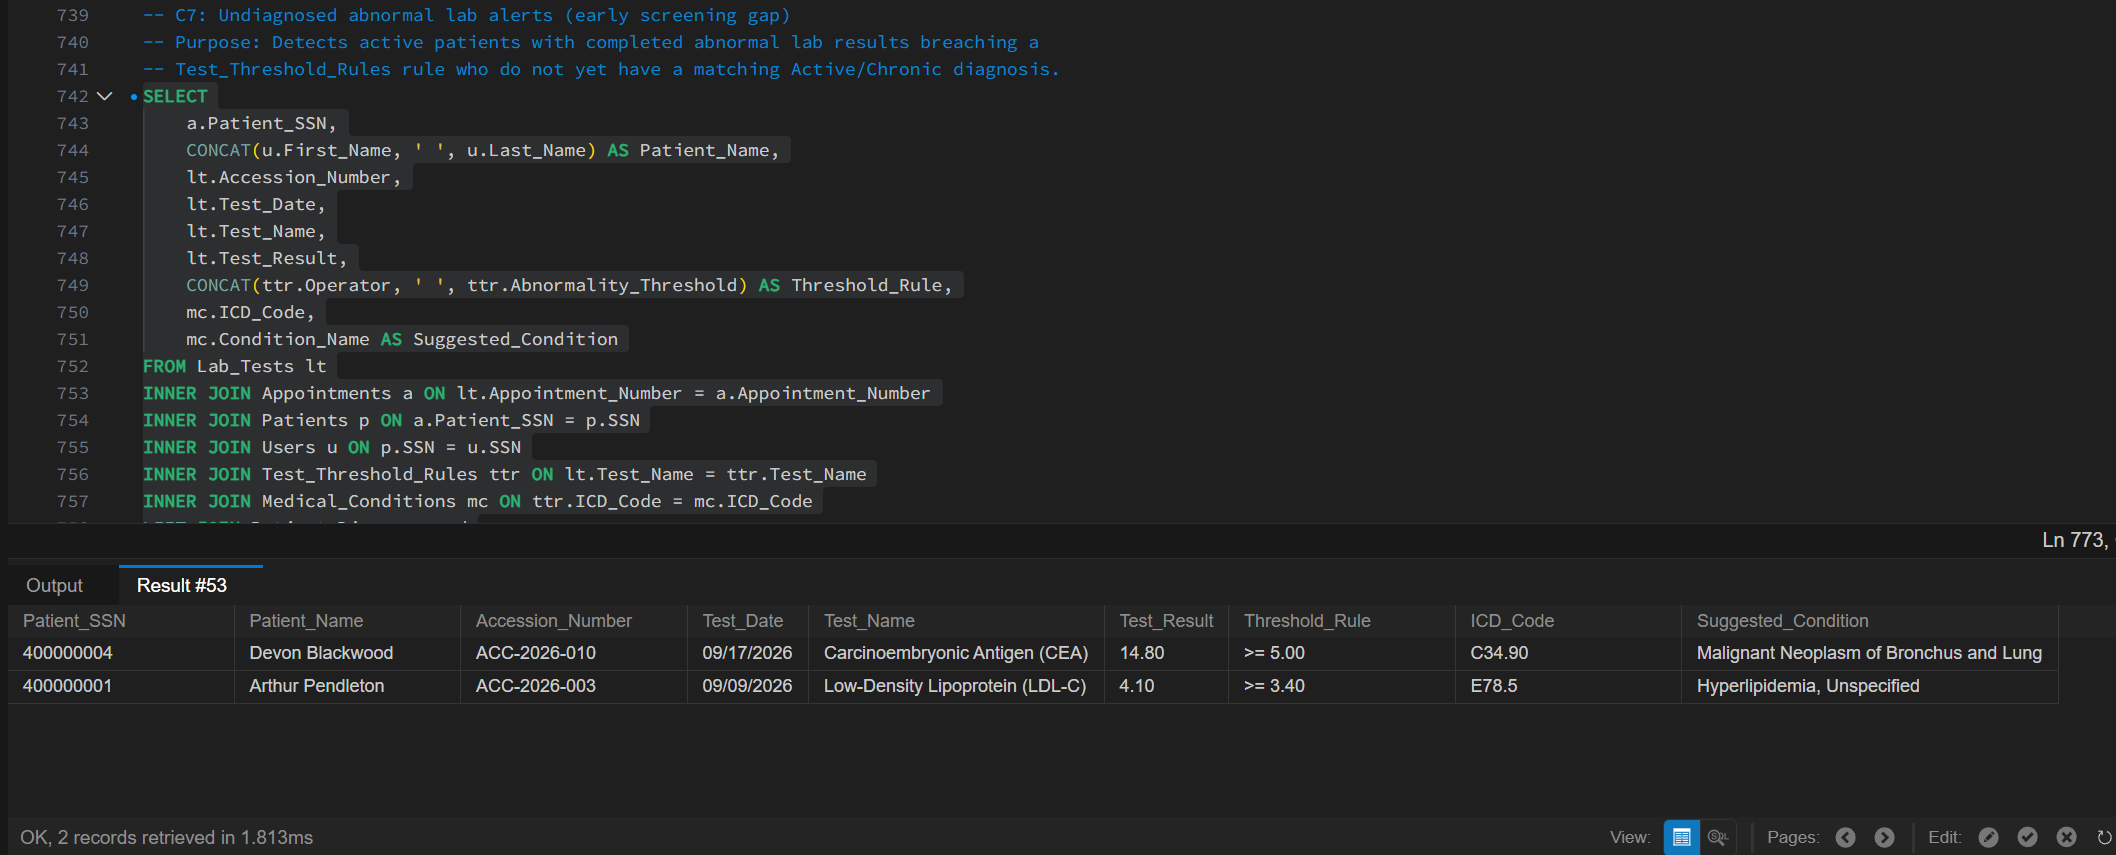 739 -- C7: Undiagnosed abnormal lab alerts (early screening gap)
740 -- Purpose: Detects active patients with completed abnormal lab results breaching a
741 -- Test_Threshold_Rules rule who do not yet have a matching Active/Chronic diagnosis.
742 SELECT
743 a.Patient_SSN,
744 CONCAT(u.First_Name, ' ', u.Last_Name) AS Patient_Name,
745 lt.Accession_Number,
746 lt.Test_Date,
747 lt.Test_Name,
748 lt.Test_Result,
749 CONCAT(ttr.Operator, ' ', ttr.Abnormality_Threshold) AS Threshold_Rule,
750 mc.ICD_Code,
751 mc.Condition_Name AS Suggested_Condition
752 FROM Lab_Tests lt
753 INNER JOIN Appointments a ON lt.Appointment_Number = a.Appointment_Number
754 INNER JOIN Patients p ON a.Patient_SSN = p.SSN
755 INNER JOIN Users u ON p.SSN = u.SSN
756 INNER JOIN Test_Threshold_Rules ttr ON lt.Test_Name = ttr.Test_Name
757 INNER JOIN Medical_Conditions mc ON ttr.ICD_Code = mc.ICD_Code
Ln 773,
Output Result #53
Patient_SSN Patient_Name Accession_Number Test_Date Test_Name Test_Result Threshold_Rule ICD_Code Suggested_Condition
400000004 Devon Blackwood ACC-2026-010 09/17/2026 Carcinoembryonic Antigen (CEA) 14.80 >= 5.00 C34.90 Malignant Neoplasm of Bronchus and Lung
400000001 Arthur Pendleton ACC-2026-003 09/09/2026 Low-Density Lipoprotein (LDL-C) 4.10 >= 3.40 E78.5 Hyperlipidemia, Unspecified
OK, 2 records retrieved in 1.813ms View: Pages: Edit: